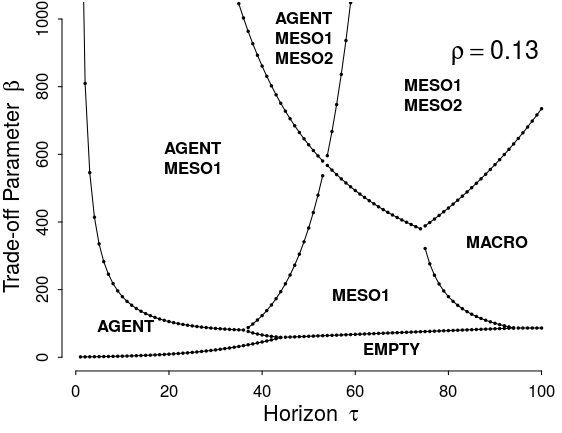 1000
800
600
400
200
0
Trade-off Parameter β
AGENT
MESO1
MESO2
ρ = 0.13
MESO1
MESO2
AGENT
MESO1
MACRO
MESO1
AGENT
EMPTY
0
20
40
60
80
100
Horizon τ